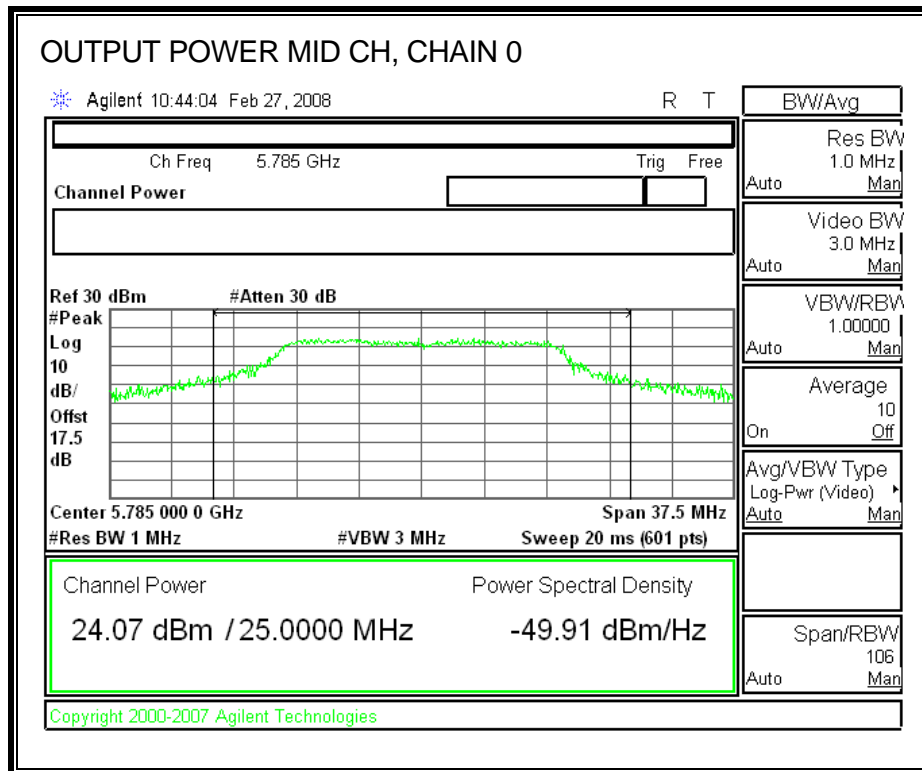 OUTPUT POWER MID CH, CHAIN 0
Agilent 10:44:04 Feb 27, 2008 R T
BW/Avg
Ch Freq 5.785 GHz Trig Free
Channel Power
Res BW
1.0 MHz
Auto Man
Video BW
3.0 MHz
Auto Man
Ref 30 dBm #Atten 30 dB
#Peak
Log
10
dB/
Offst
17.5
dB
VBW/RBW
1.00000
Auto Man
Average
10
On Off
Avg/VBW Type
Log-Pwr (Video)
Auto Man
Center 5.785 000 0 GHz Span 37.5 MHz
#Res BW 1 MHz #VBW 3 MHz Sweep 20 ms (601 pts)
Channel Power Power Spectral Density
24.07 dBm / 25.0000 MHz -49.91 dBm/Hz
Span/RBW
106
Auto Man
Copyright 2000-2007 Agilent Technologies